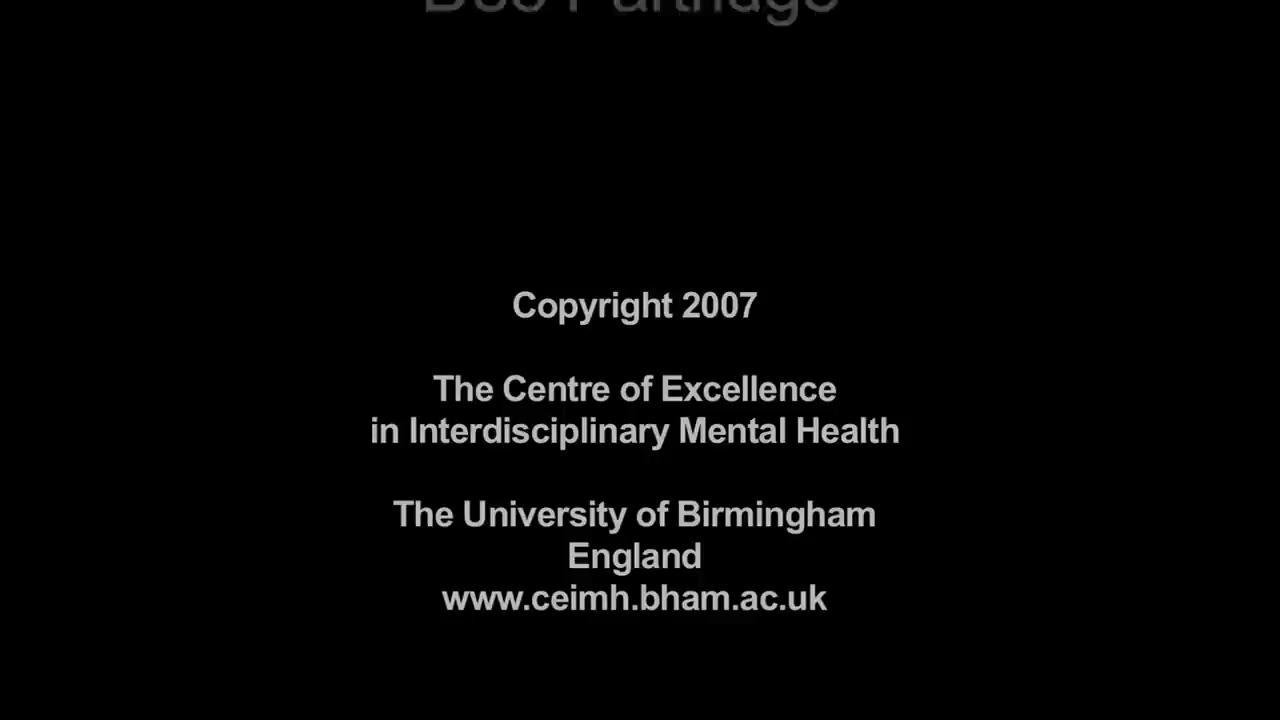 Partridge
Copyright 2007
The Centre of Excellence
in Interdisciplinary Mental Health
The University of Birmingham
England
www.ceimh.bham.ac.uk